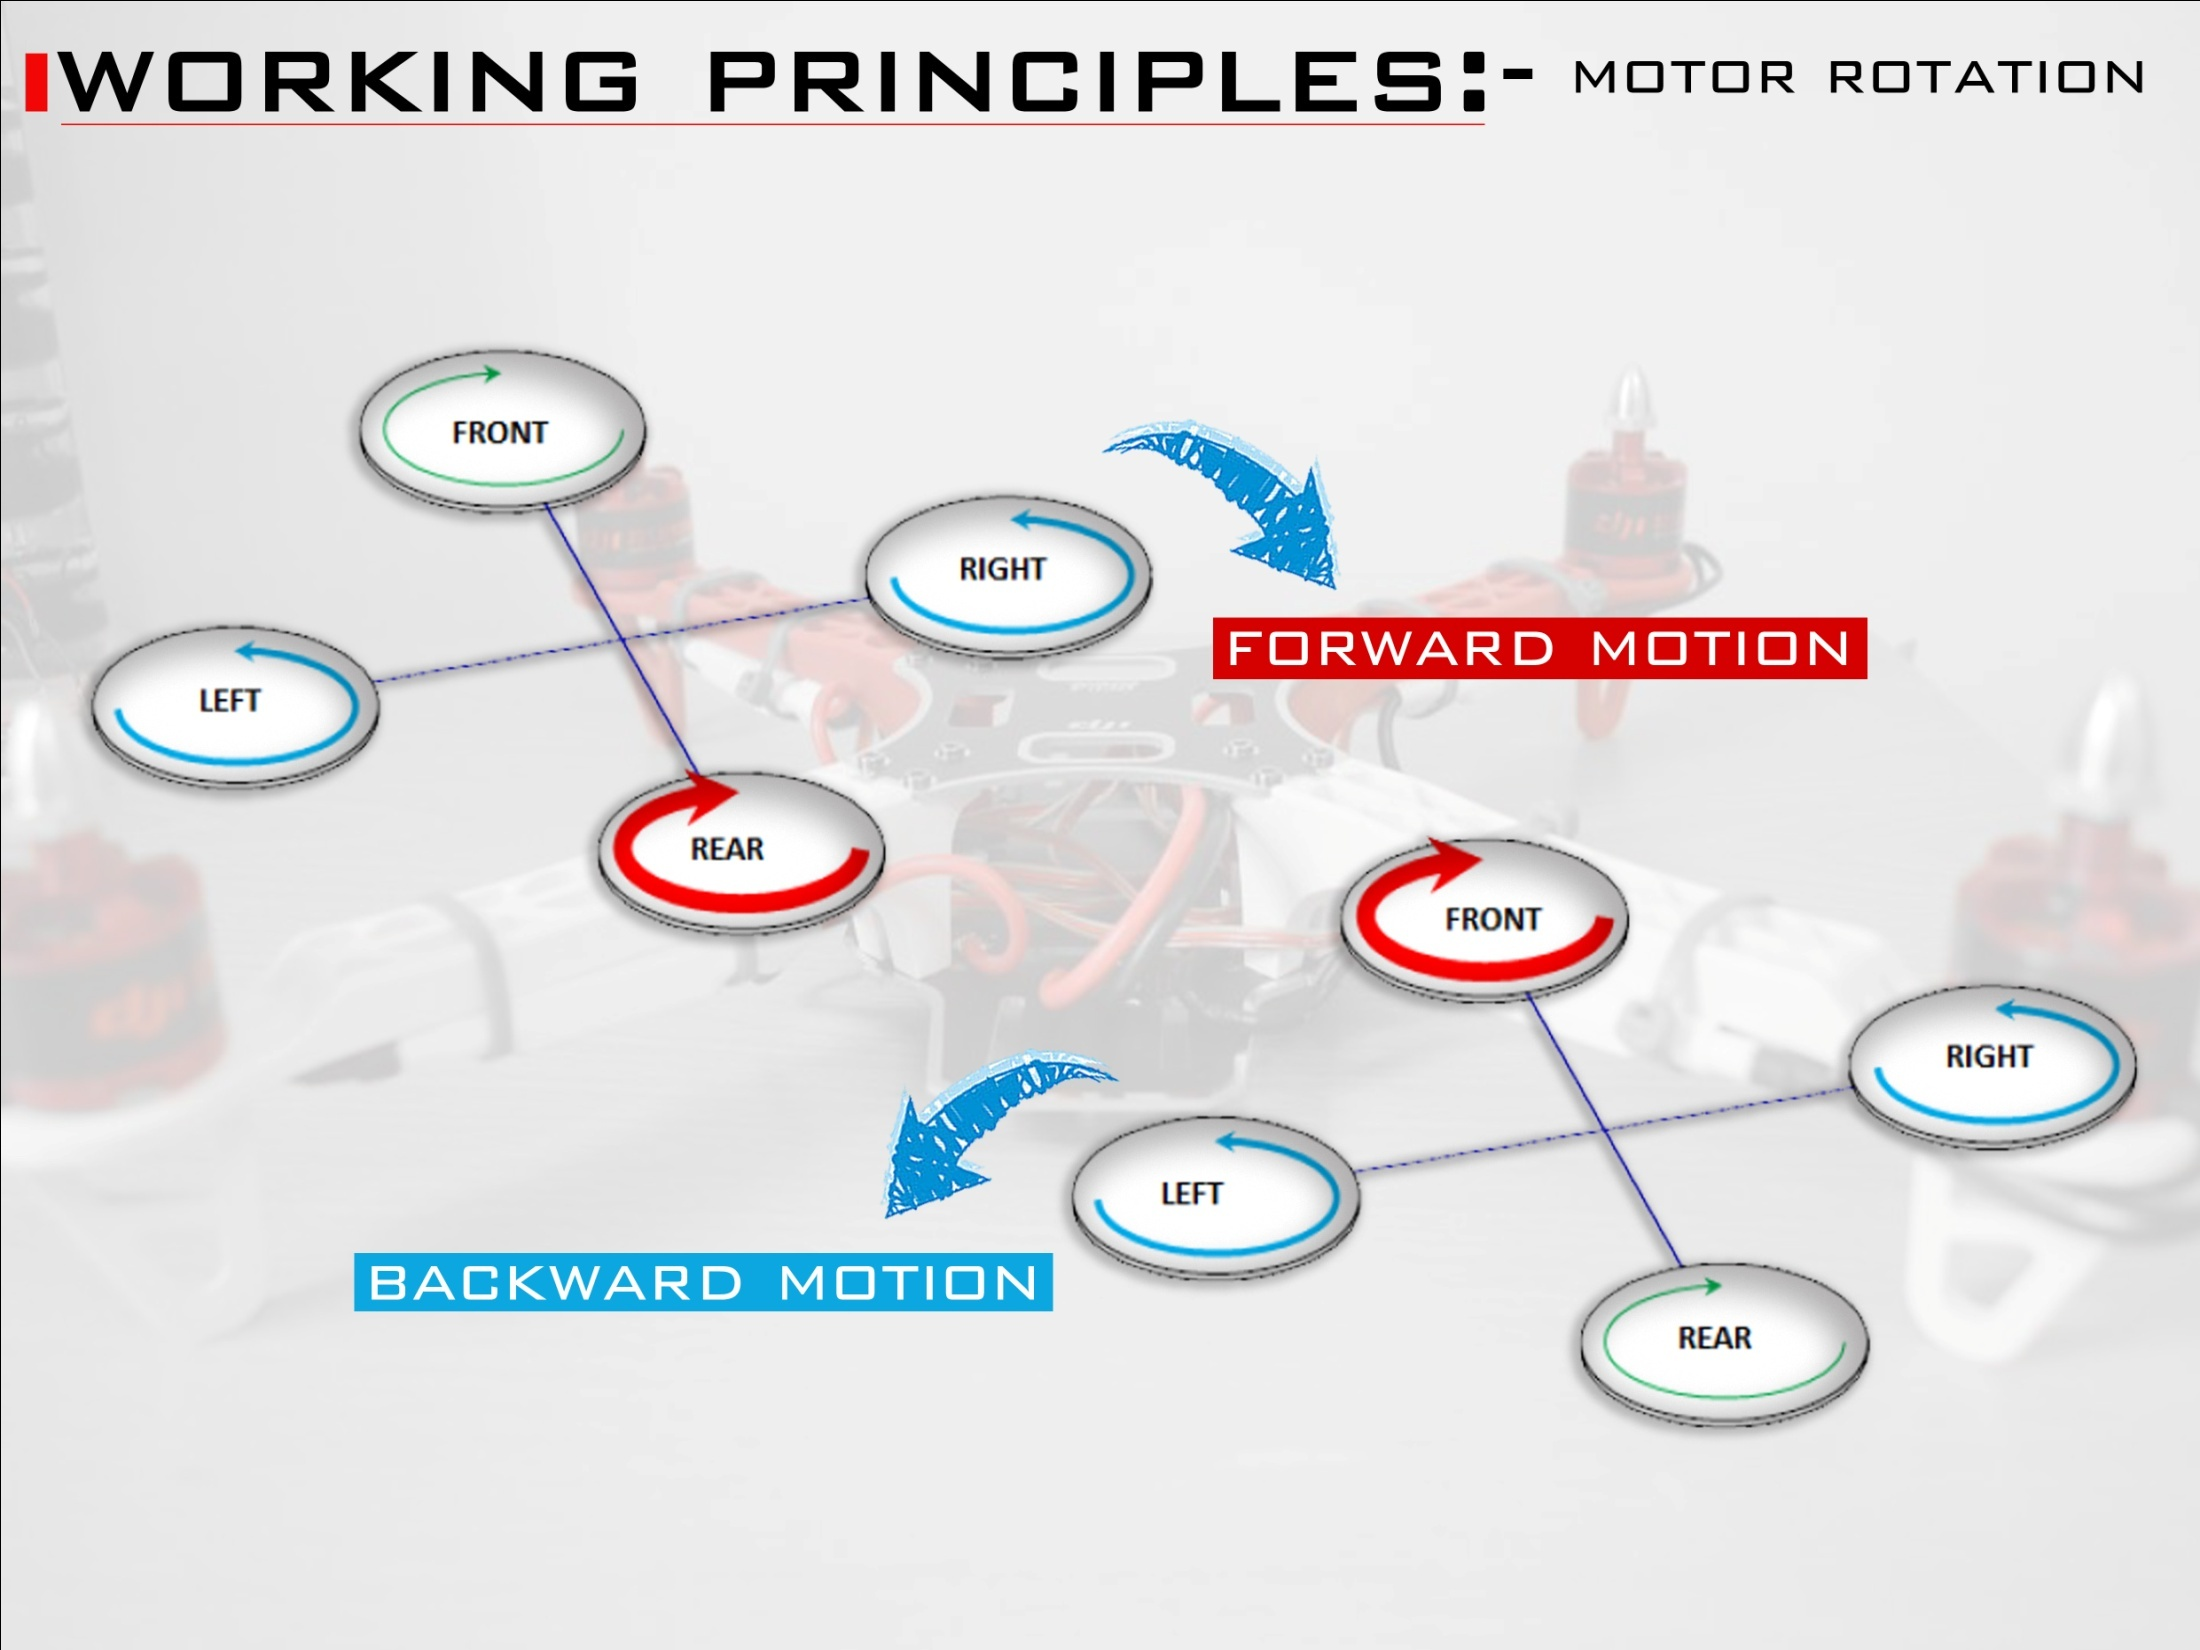 WORKING PRINCIPLES:- MOTOR ROTATION
FRONT
RIGHT
FORWARD MOTION
LEFT
REAR
FRONT
RIGHT
LEFT
BACKWARD MOTION
REAR